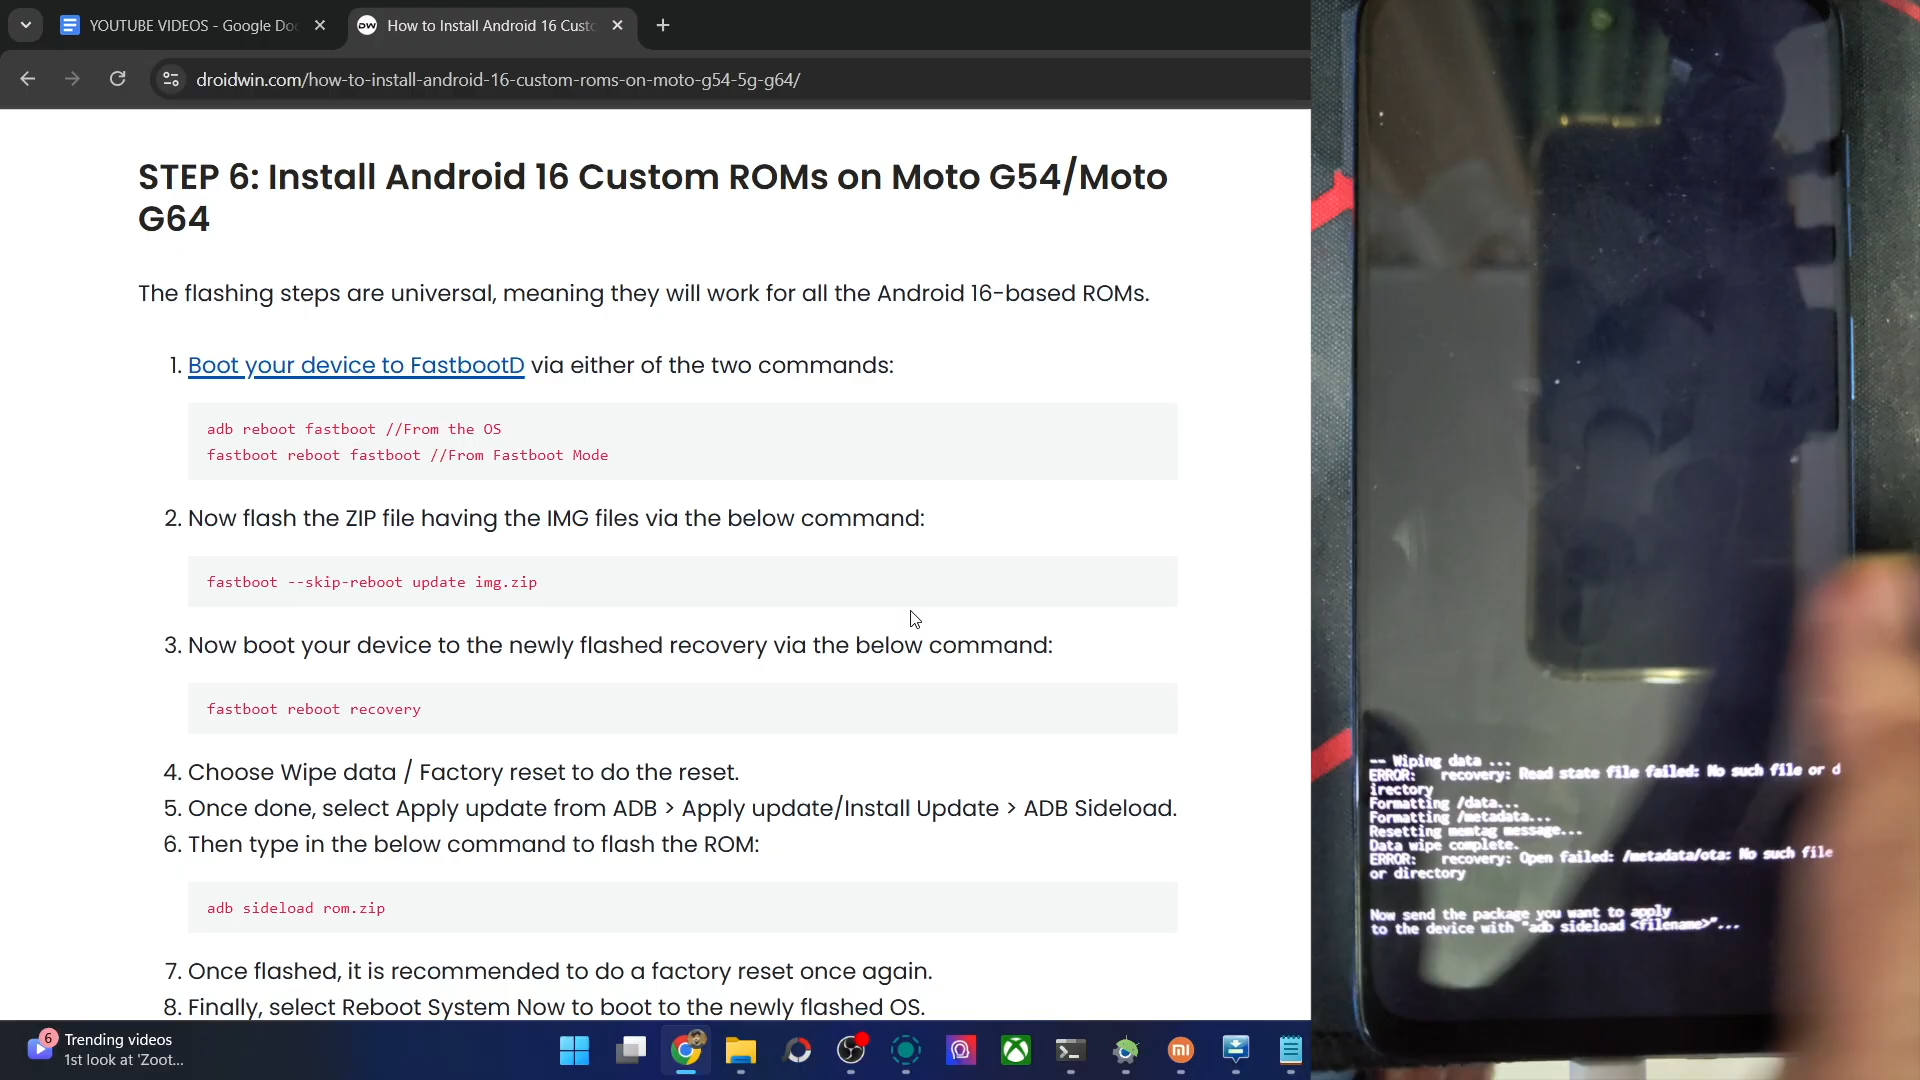 YOUTUBE VIDEOS - Google Do
How to Install Android 16 Cust
droidwin.com/how-to-install-android-16-custom-roms-on-moto-g54-5g-g64/
STEP 6: Install Android 16 Custom ROMs on Moto G54/Moto
G64
The flashing steps are universal, meaning they will work for all the Android 16-based ROMs.
1. Boot your device to FastbootD via either of the two commands:
adb reboot fastboot //From the OS
fastboot reboot fastboot //From Fastboot Mode
2. Now flash the ZIP file having the IMG files via the below command:
fastboot --skip-reboot update img.zip
3. Now boot your device to the newly flashed recovery via the below command:
fastboot reboot recovery
4. Choose Wipe data / Factory reset to do the reset.
5. Once done, select Apply update from ADB > Apply update/Install Update > ADB Sideload.
6. Then type in the below command to flash the ROM:
adb sideload rom.zip
7. Once flashed, it is recommended to do a factory reset once again.
8. Finally, select Reboot System Now to boot to the newly flashed OS.
6
Trending videos
1st look at 'Zoot...
-- Wiping data ...
ERROR: recovery: Read state file failed: No such file or d
irectory
Formatting /data...
Formatting /metadata...
Resetting memtag message...
Data wipe complete.
ERROR: recovery: Open failed: /metadata/ota: No such file
or directory
Now send the package you want to apply
to the device with "adb sideload <filename>"...